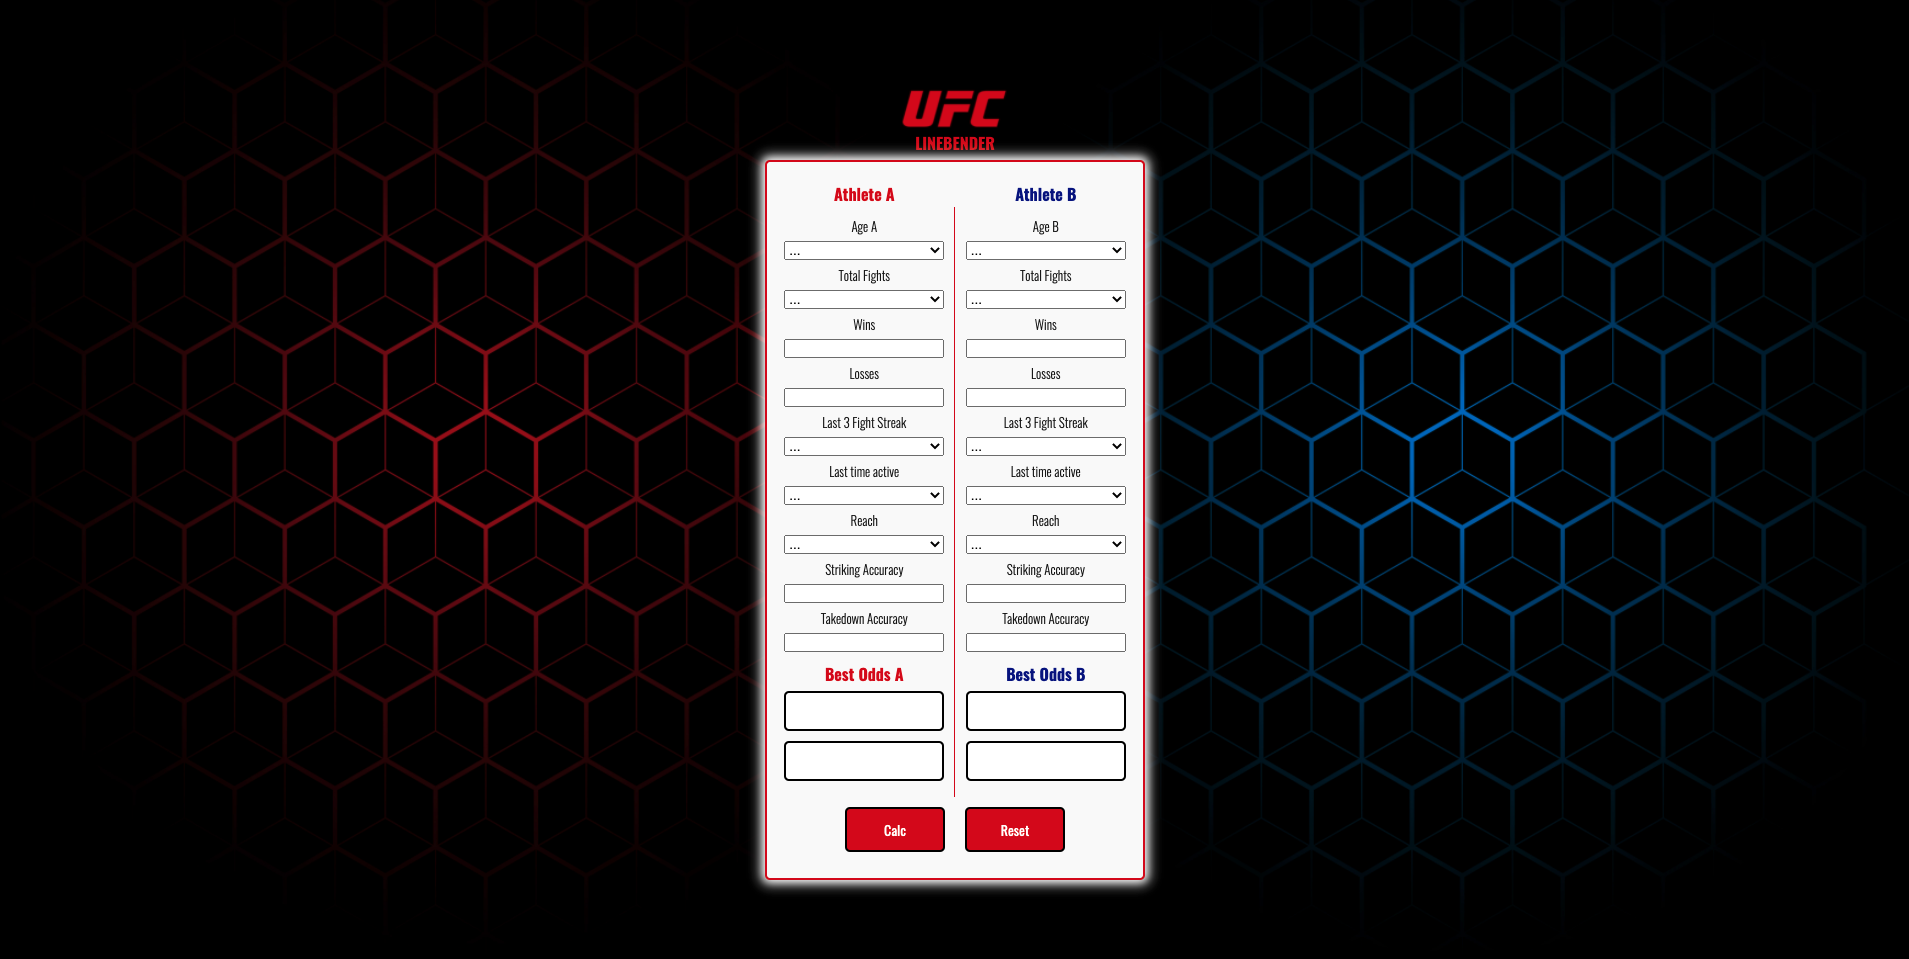 UFC
LINEBENDER
Athlete A
Athlete B
Age A
Age B
...
...
Total Fights
Total Fights
...
...
Wins
Wins
Losses
Losses
Last 3 Fight Streak
Last 3 Fight Streak
...
...
Last time active
Last time active
...
...
Reach
Reach
...
...
Striking Accuracy
Striking Accuracy
Takedown Accuracy
Takedown Accuracy
Best Odds A
Best Odds B
Calc
Reset